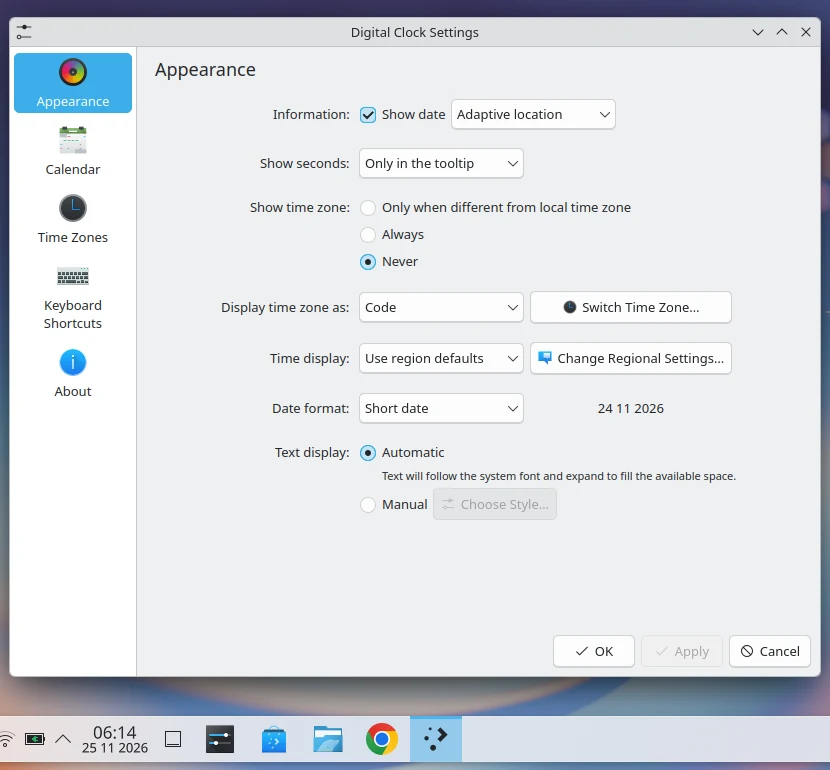 Digital Clock Settings
Appearance
Calendar
Time Zones
Keyboard
Shortcuts
About
Appearance
Information: Show date Adaptive location
Show seconds: Only in the tooltip
Show time zone: Only when different from local time zone
Always
Never
Display time zone as: Code Switch Time Zone...
Time display: Use region defaults Change Regional Settings...
Date format: Short date 24 11 2026
Text display: Automatic
Text will follow the system font and expand to fill the available space.
Manual Choose Style...
OK Apply Cancel
06:14
25 11 2026